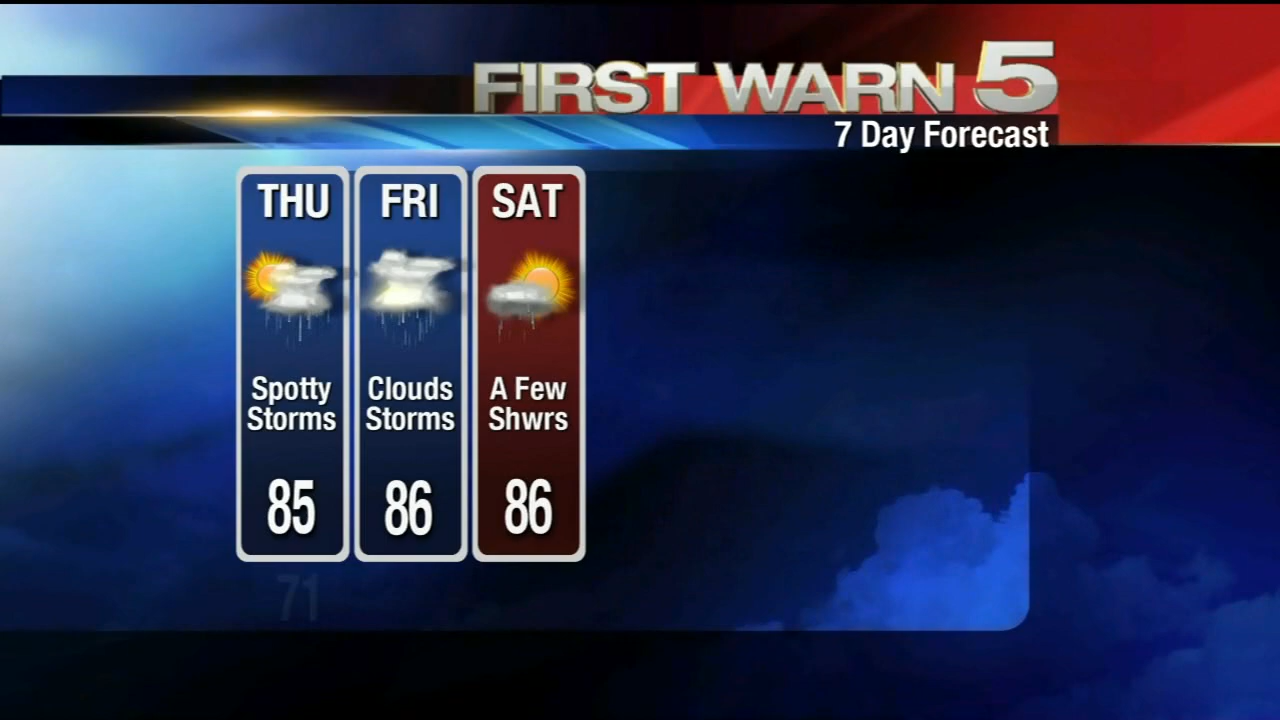 FIRST WARN 5
7 Day Forecast
THU
FRI
SAT
Spotty
Storms
Clouds
Storms
A Few
Shwrs
85
86
86
71